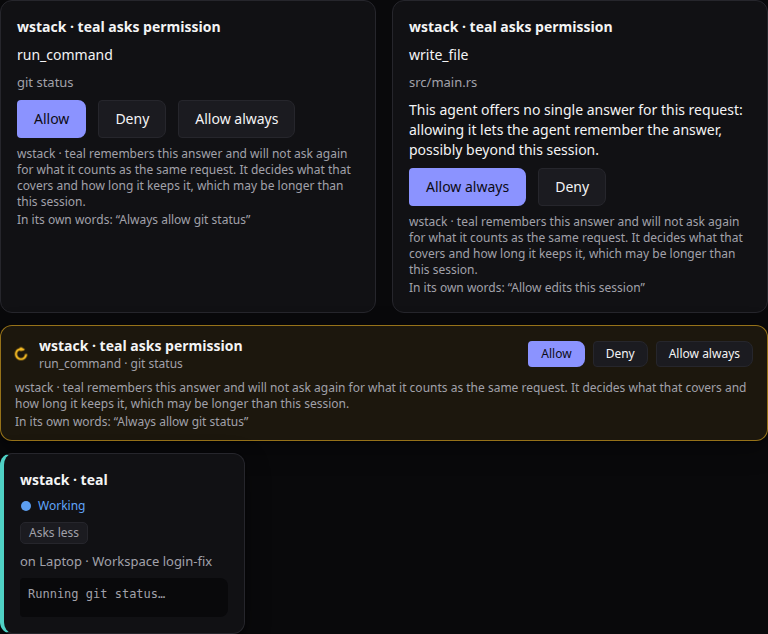 wstack · teal asks permission
run_command
git status
Allow
Deny
Allow always
wstack · teal remembers this answer and will not ask again
for what it counts as the same request. It decides what that
covers and how long it keeps it, which may be longer than
this session.
In its own words: “Always allow git status”
wstack · teal asks permission
write_file
src/main.rs
This agent offers no single answer for this request:
allowing it lets the agent remember the answer,
possibly beyond this session.
Allow always
Deny
wstack · teal remembers this answer and will not ask again
for what it counts as the same request. It decides what that
covers and how long it keeps it, which may be longer than
this session.
In its own words: “Allow edits this session”
wstack · teal asks permission
run_command · git status
Allow
Deny
Allow always
wstack · teal remembers this answer and will not ask again for what it counts as the same request. It decides what that covers and
how long it keeps it, which may be longer than this session.
In its own words: “Always allow git status”
wstack · teal
Working
Asks less
on Laptop · Workspace login-fix
Running git status…